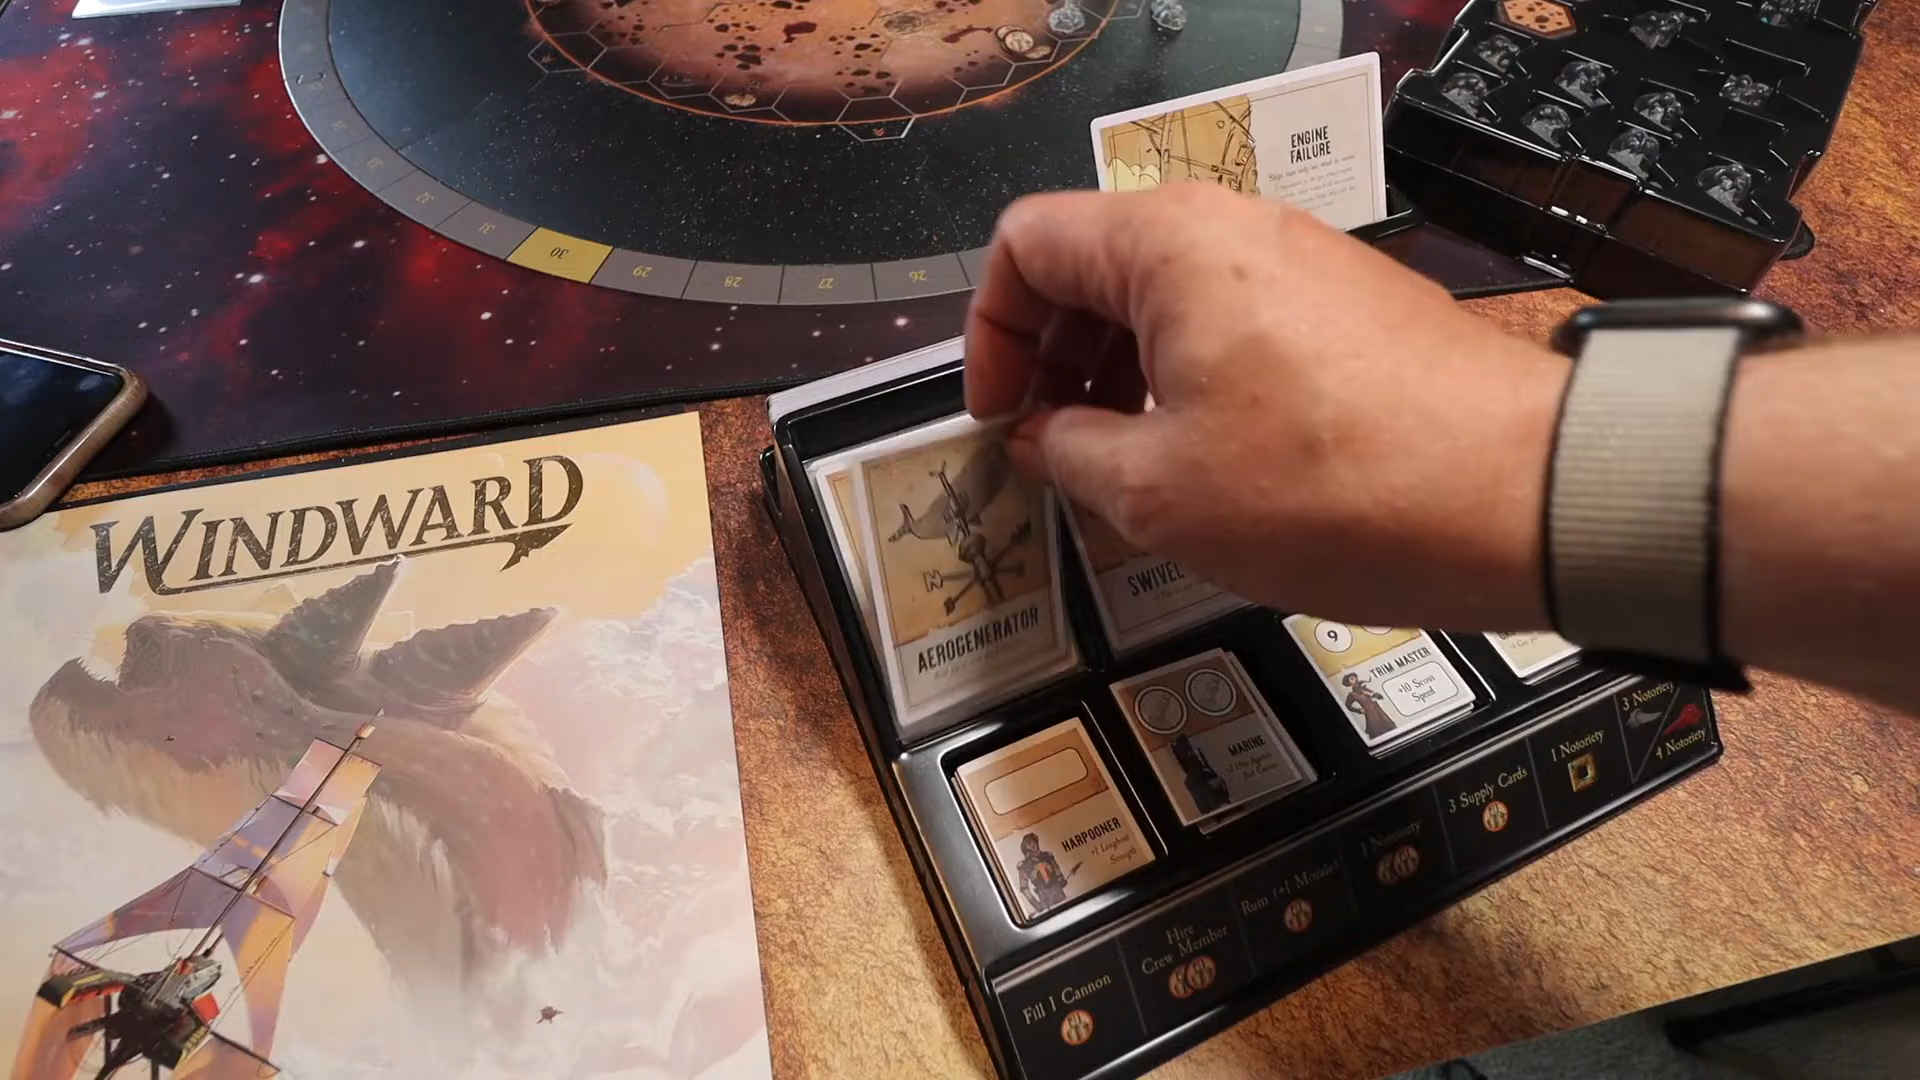 ENGINE
FAILURE
30
29
28
27
26
WINDWARD
N
AEROGENERATOR
SWIVEL
9
TRIM MASTER
+10 Scout
Speed
MARINE
HARPOONER
+1 Longboat
Strength
3 Notoriety
4 Notoriety
1 Notoriety
3 Supply Cards
1 Notoriety
Rum (+1 Morale)
Hire
Crew Member
Fill 1 Cannon